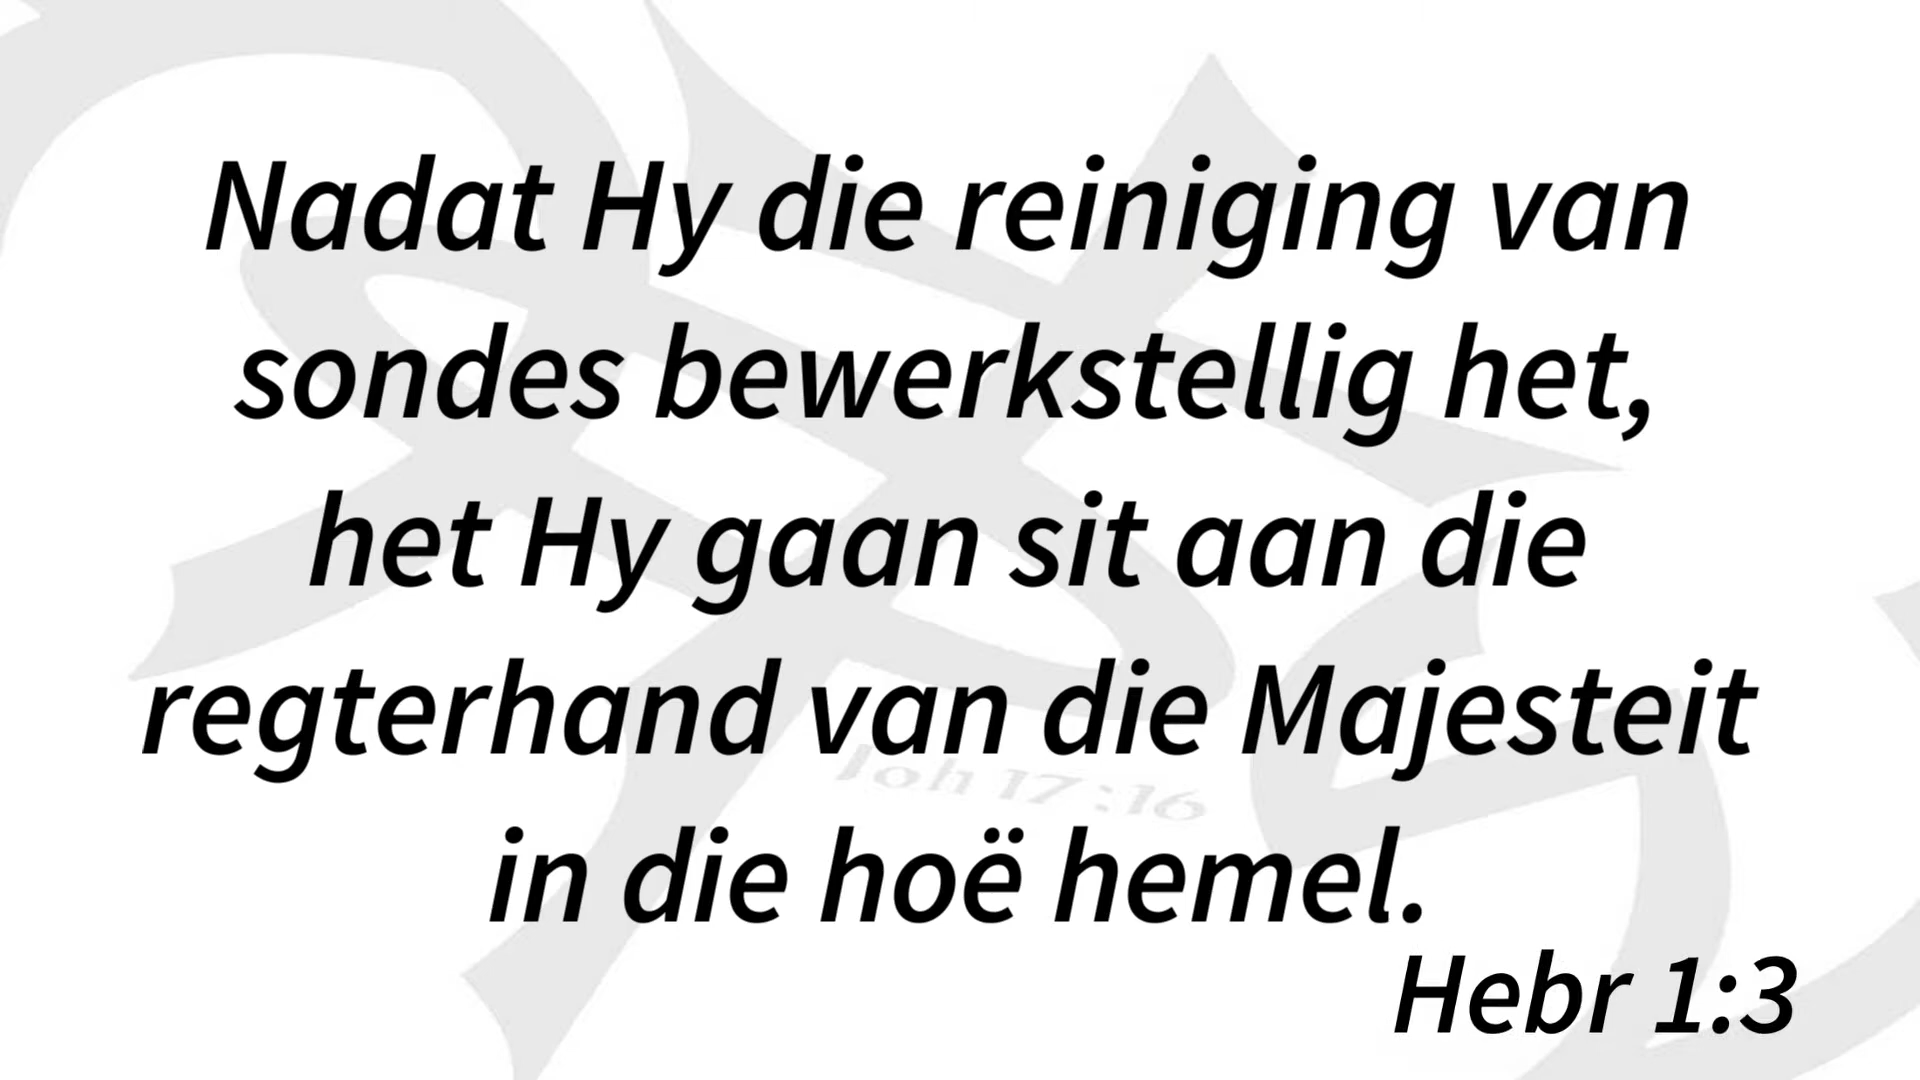 Nadat Hy die reiniging van
sondes bewerkstellig het,
het Hy gaan sit aan die
regterhand van die Majesteit
Joh 17:16
in die hoë hemel.
Hebr 1:3